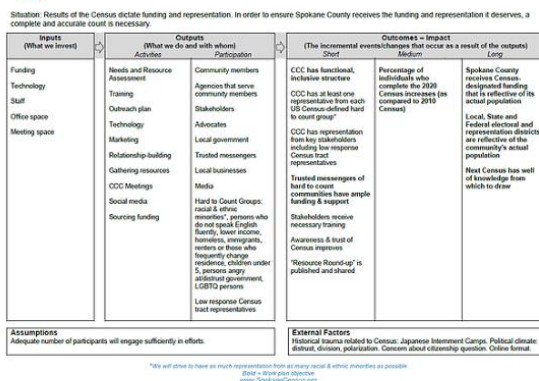 Situation: Results of the Census dictate funding and representation. In order to ensure Spokane County receives the funding and representation it deserves, a
complete and accurate count is necessary.
Inputs
(What we invest)
Funding
Technology
Staff
Office space
Meeting space
Outputs
(What we do and with whom)
Activities
Participation
Needs and Resource
Assessment
Training
Outreach plan
Technology
Marketing
Relationship-building
Gathering resources
CCC Meetings
Social media
Sourcing funding
Community members
Agencies that serve
community members
Stakeholders
Advocates
Local government
Trusted messengers
Local businesses
Media
Hard to Count Groups:
racial & ethnic
minorities*, persons who
do not speak English
fluently, lower income,
homeless, immigrants,
renters or those who
frequently change
residence, children under
5, persons angry
at/distrust government,
LGBTQ persons
Low response Census
tract representatives
Outcomes – Impact
(The incremental events/changes that occur as a result of the outputs)
Short
Medium
Long
CCC has functional,
inclusive structure
CCC has at least one
representative from each
US Census-defined hard
to count group*
CCC has representation
from key stakeholders
including low response
Census tract
representatives
Trusted messengers of
hard to count
communities have ample
funding & support
Stakeholders receive
necessary training
Awareness & trust of
Census improves
"Resource Round-up" is
published and shared
Percentage of
individuals who
complete the 2020
Census increases (as
compared to 2010
Census)
Spokane County
receives Census-
designated funding
that is reflective of its
actual population
Local, State and
Federal electoral and
representation districts
are reflective of the
community's actual
population
Next Census has well
of knowledge from
which to draw
Assumptions
Adequate number of participants will engage sufficiently in efforts.
External Factors
Historical trauma related to Census: Japanese Internment Camps. Political climate:
distrust, division, polarization. Concern about citizenship question. Online format.
*We will strive to have as much representation from as many racial & ethnic minorities as possible
Bold = Work plan objective
www.SpokaneCensus.org